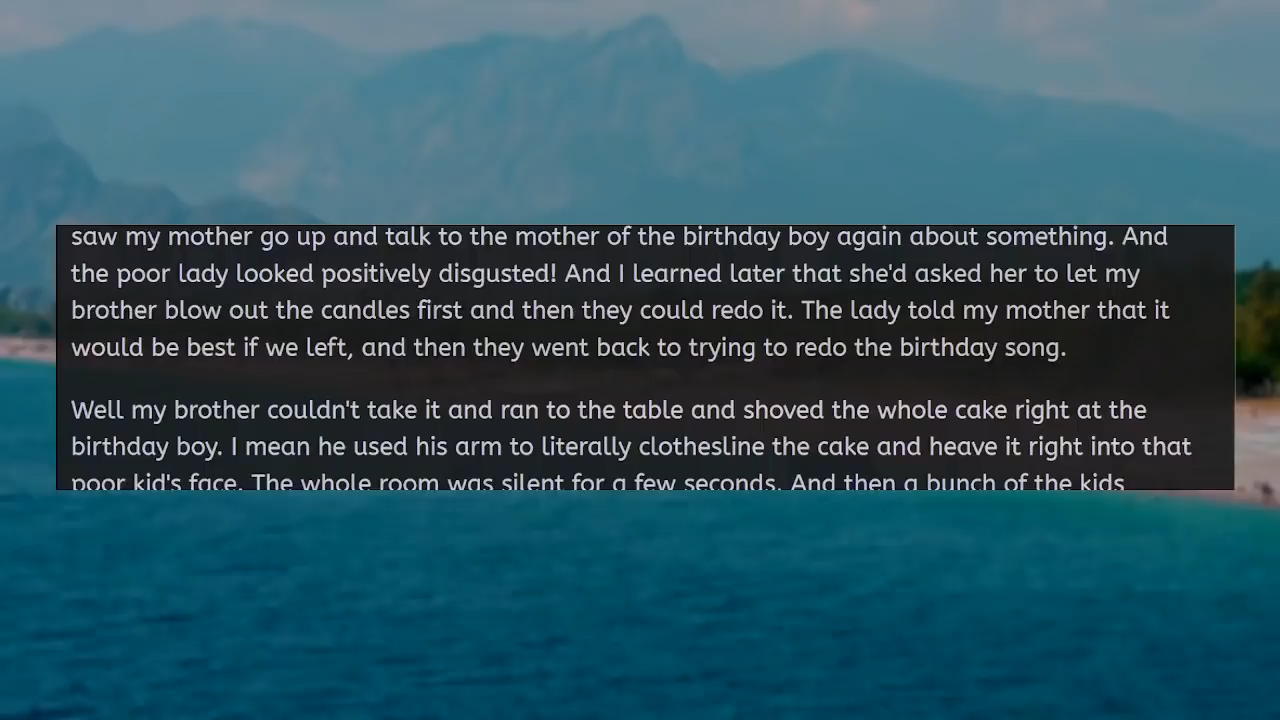 saw my mother go up and talk to the mother of the birthday boy again about something. And
the poor lady looked positively disgusted! And I learned later that she'd asked her to let my
brother blow out the candles first and then they could redo it. The lady told my mother that it
would be best if we left, and then they went back to trying to redo the birthday song.
Well my brother couldn't take it and ran to the table and shoved the whole cake right at the
birthday boy. I mean he used his arm to literally clothesline the cake and heave it right into that
poor kid's face. The whole room was silent for a few seconds. And then a bunch of the kids